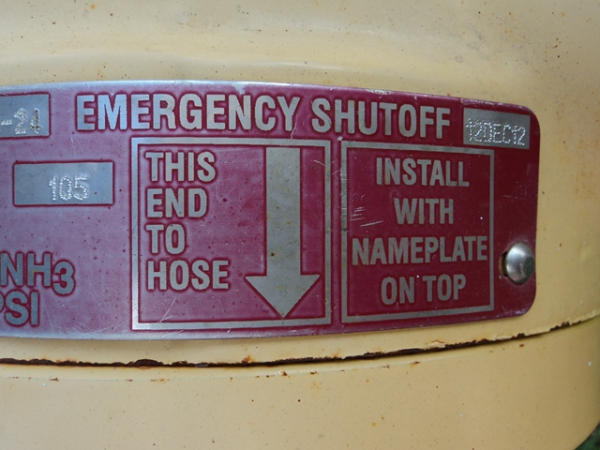 -24
EMERGENCY SHUTOFF
12DEC12
105
THIS
END
TO
HOSE
INSTALL
WITH
NAMEPLATE
ON TOP
NH3
PSI